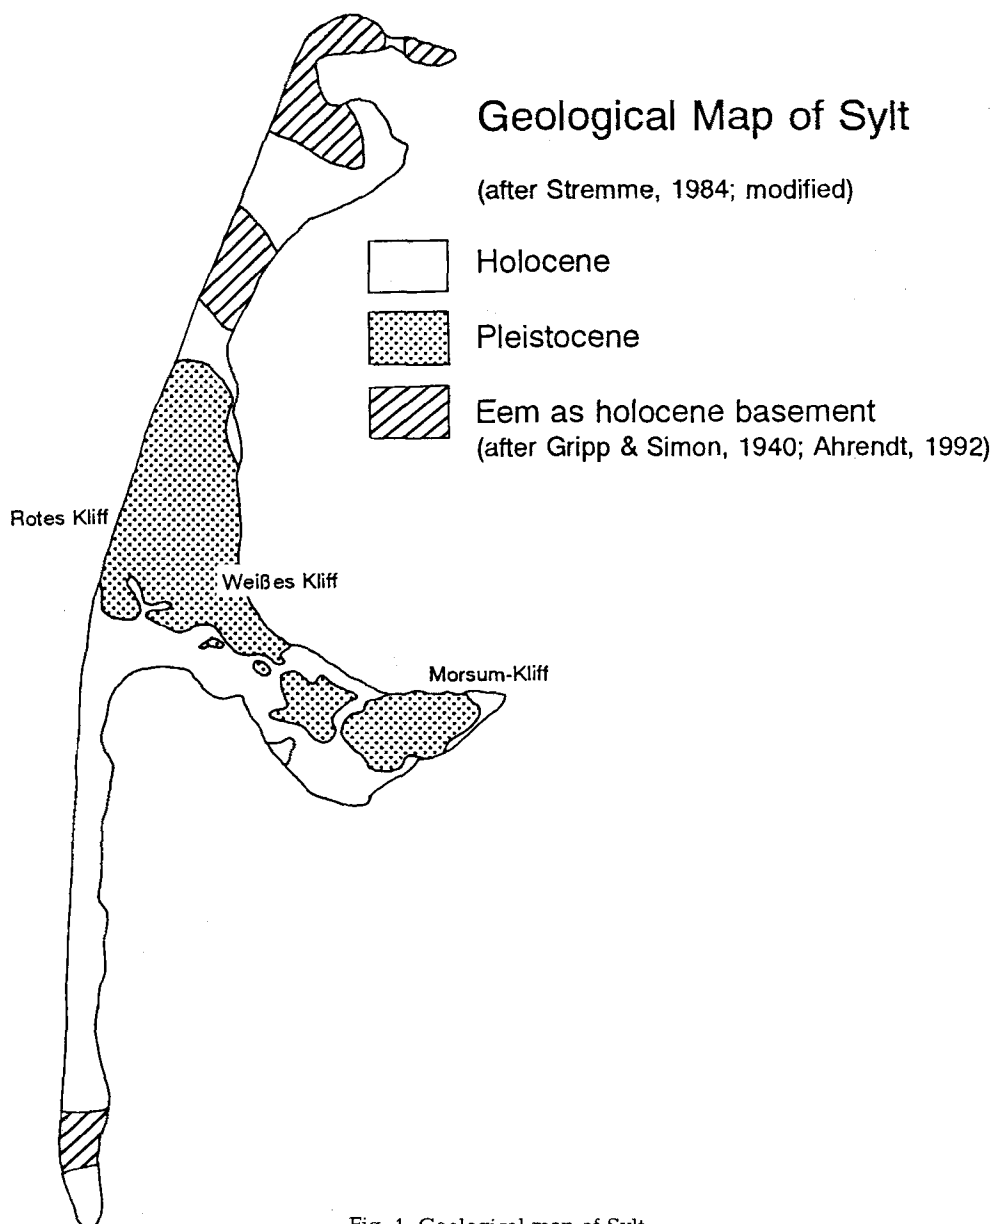 Geological Map of Sylt
(after Stremme, 1984; modified)
Holocene
Pleistocene
Eem as holocene basement
(after Gripp & Simon, 1940; Ahrendt, 1992)
Rotes Kliff
Weißes Kliff
Morsum-Kliff
Fig. 1. Geological map of Sylt